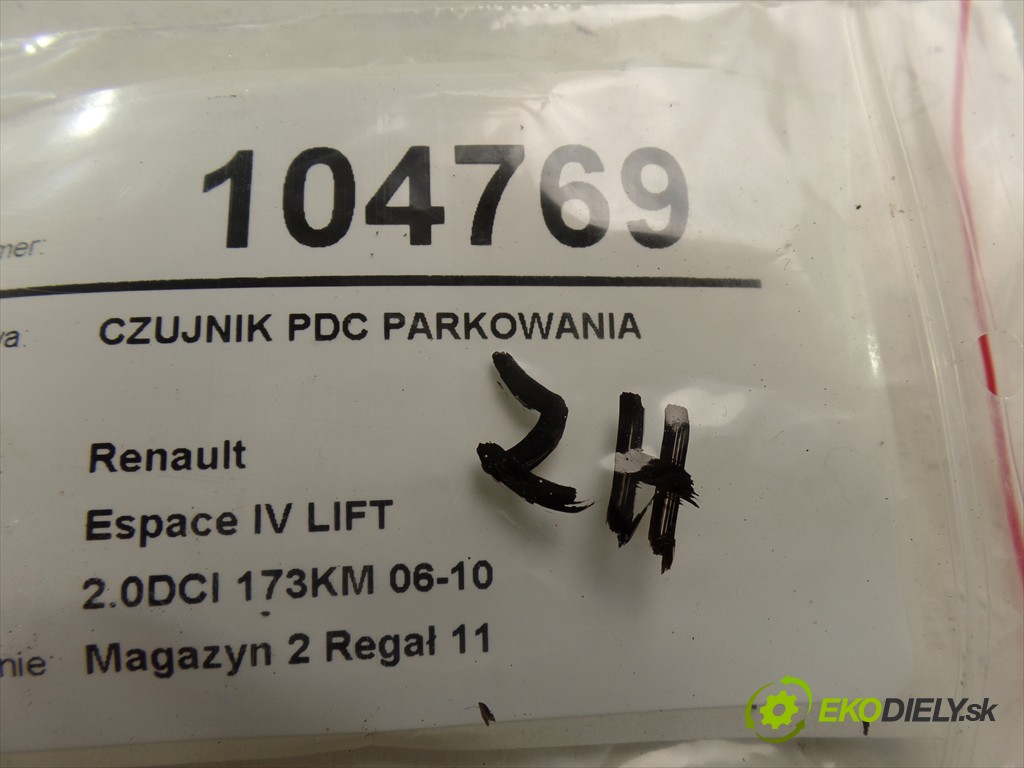 104769
mer:
wa: CZUJNIK PDC PARKOWANIA
2H
Renault
Espace IV LIFT
2.0DCI 173KM 06-10
nie Magazyn 2 Regał 11
EKODIELY.sk